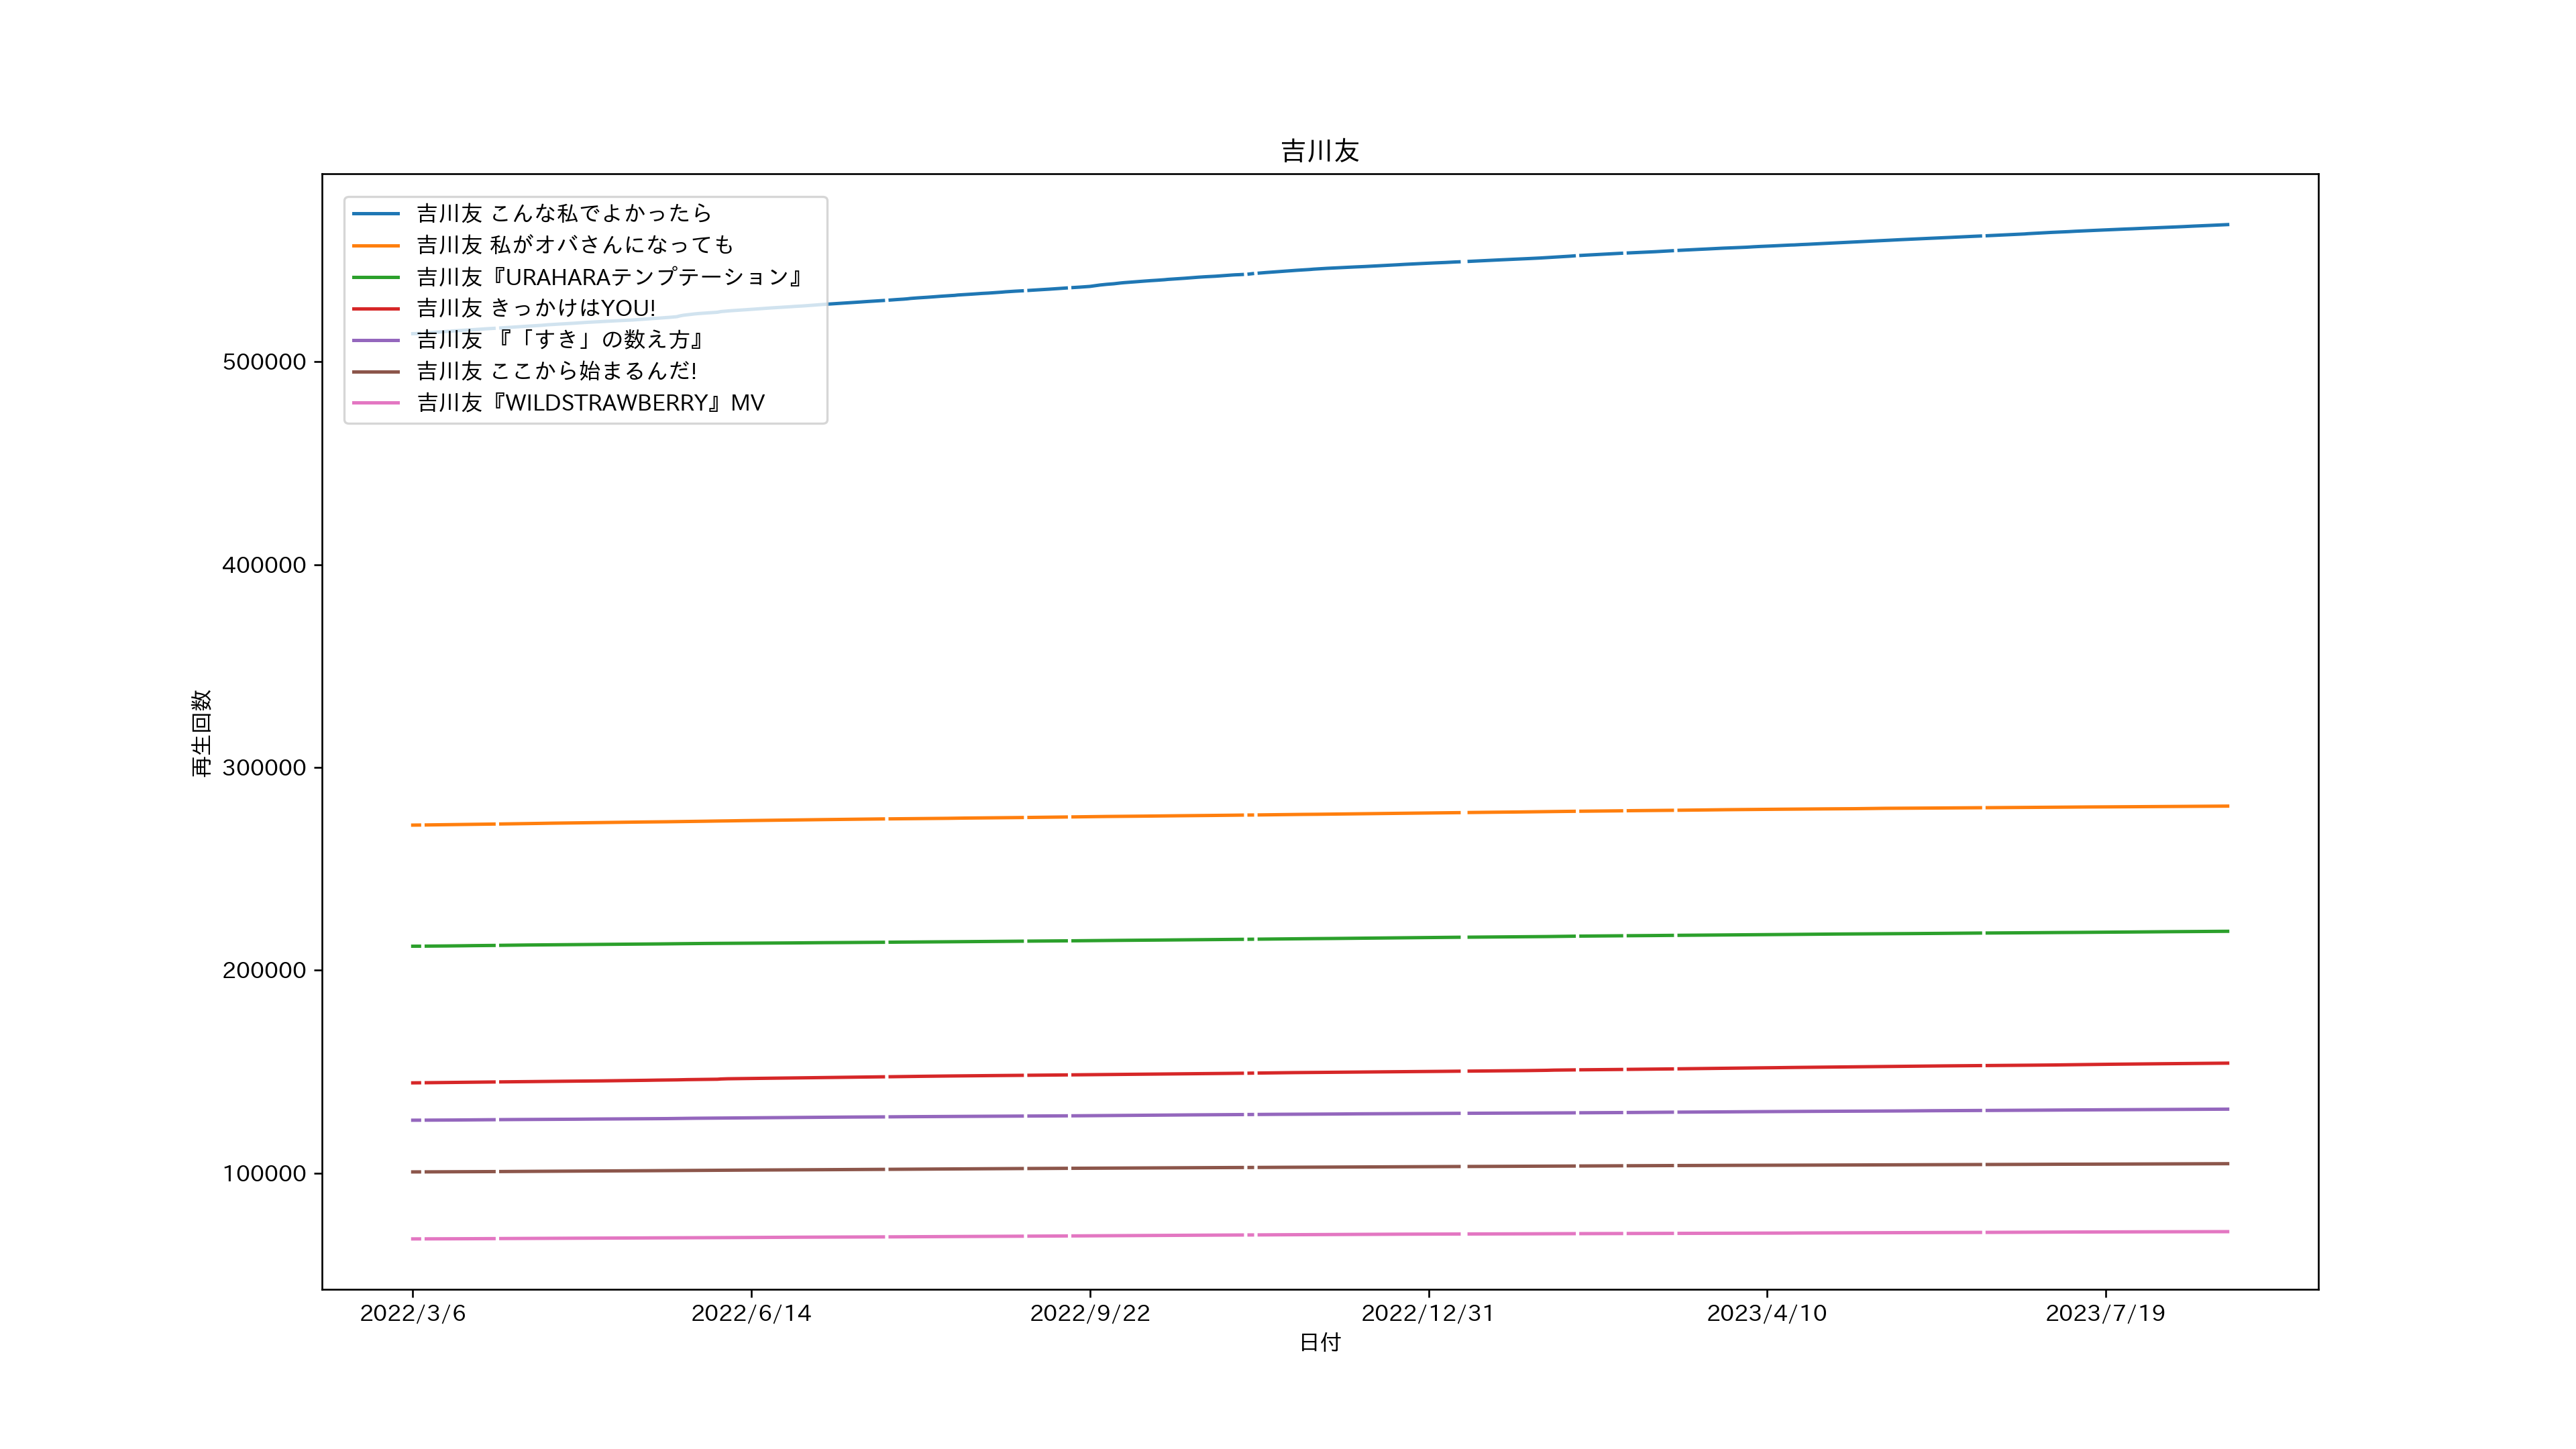 吉川友
吉川友 こんな私でよかったら
吉川友 私がオバさんになっても
吉川友『URAHARAテンプテーション』
吉川友 きっかけはYOU!
吉川友 『「すき」の数え方』
吉川友 ここから始まるんだ!
吉川友『WILDSTRAWBERRY』MV
500000
400000
300000
200000
100000
再生回数
2022/3/6 2022/6/14 2022/9/22 2022/12/31 2023/4/10 2023/7/19
日付